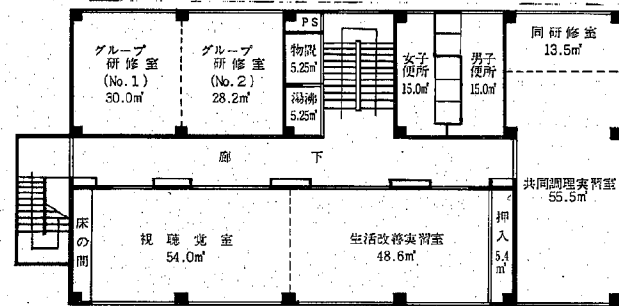 グループ
研修室
(No.1)
30.0㎡
グループ
研修室
(No.2)
28.2㎡
PS
物置
5.25㎡
湯沸
5.25㎡
女子
便所
15.0㎡
男子
便所
15.0㎡
同研修室
13.5㎡
廊下
共同調理実習室
55.5㎡
床の間
視聴覚室
54.0㎡
生活改善実習室
48.6㎡
押入
5.4
㎡